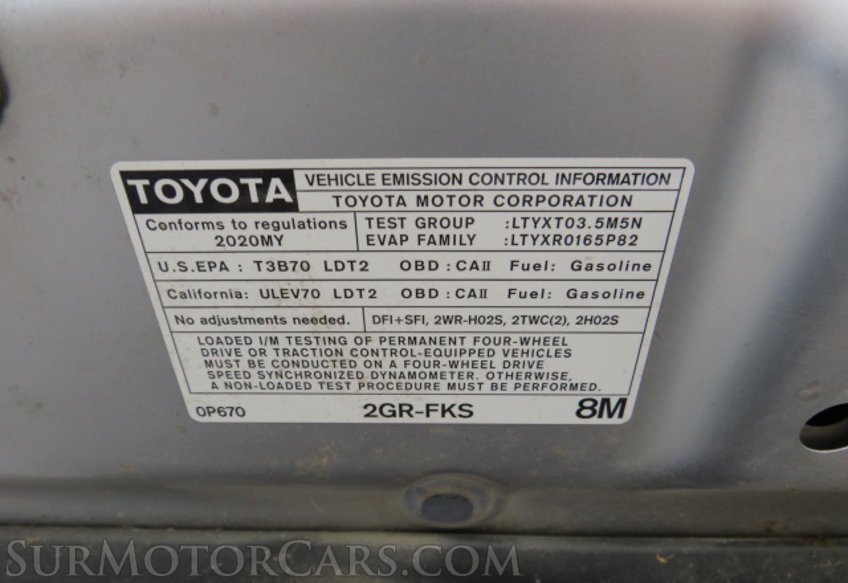 TOYOTA
VEHICLE EMISSION CONTROL INFORMATION
TOYOTA MOTOR CORPORATION
Conforms to regulations
2020MY
TEST GROUP :LTYXT03.5M5N
EVAP FAMILY :LTYXR0165P82
U.S.EPA : T3B70 LDT2 OBD : CAII Fuel: Gasoline
California: ULEV70 LDT2 OBD : CAII Fuel: Gasoline
No adjustments needed. DFI+SFI, 2WR-HO2S, 2TWC(2), 2HO2S
LOADED I/M TESTING OF PERMANENT FOUR-WHEEL
DRIVE OR TRACTION CONTROL-EQUIPPED VEHICLES
MUST BE CONDUCTED ON A FOUR-WHEEL DRIVE
SPEED SYNCHRONIZED DYNAMOMETER, OTHERWISE,
A NON-LOADED TEST PROCEDURE MUST BE PERFORMED.
0P670 2GR-FKS 8M
SurMotorCars.com